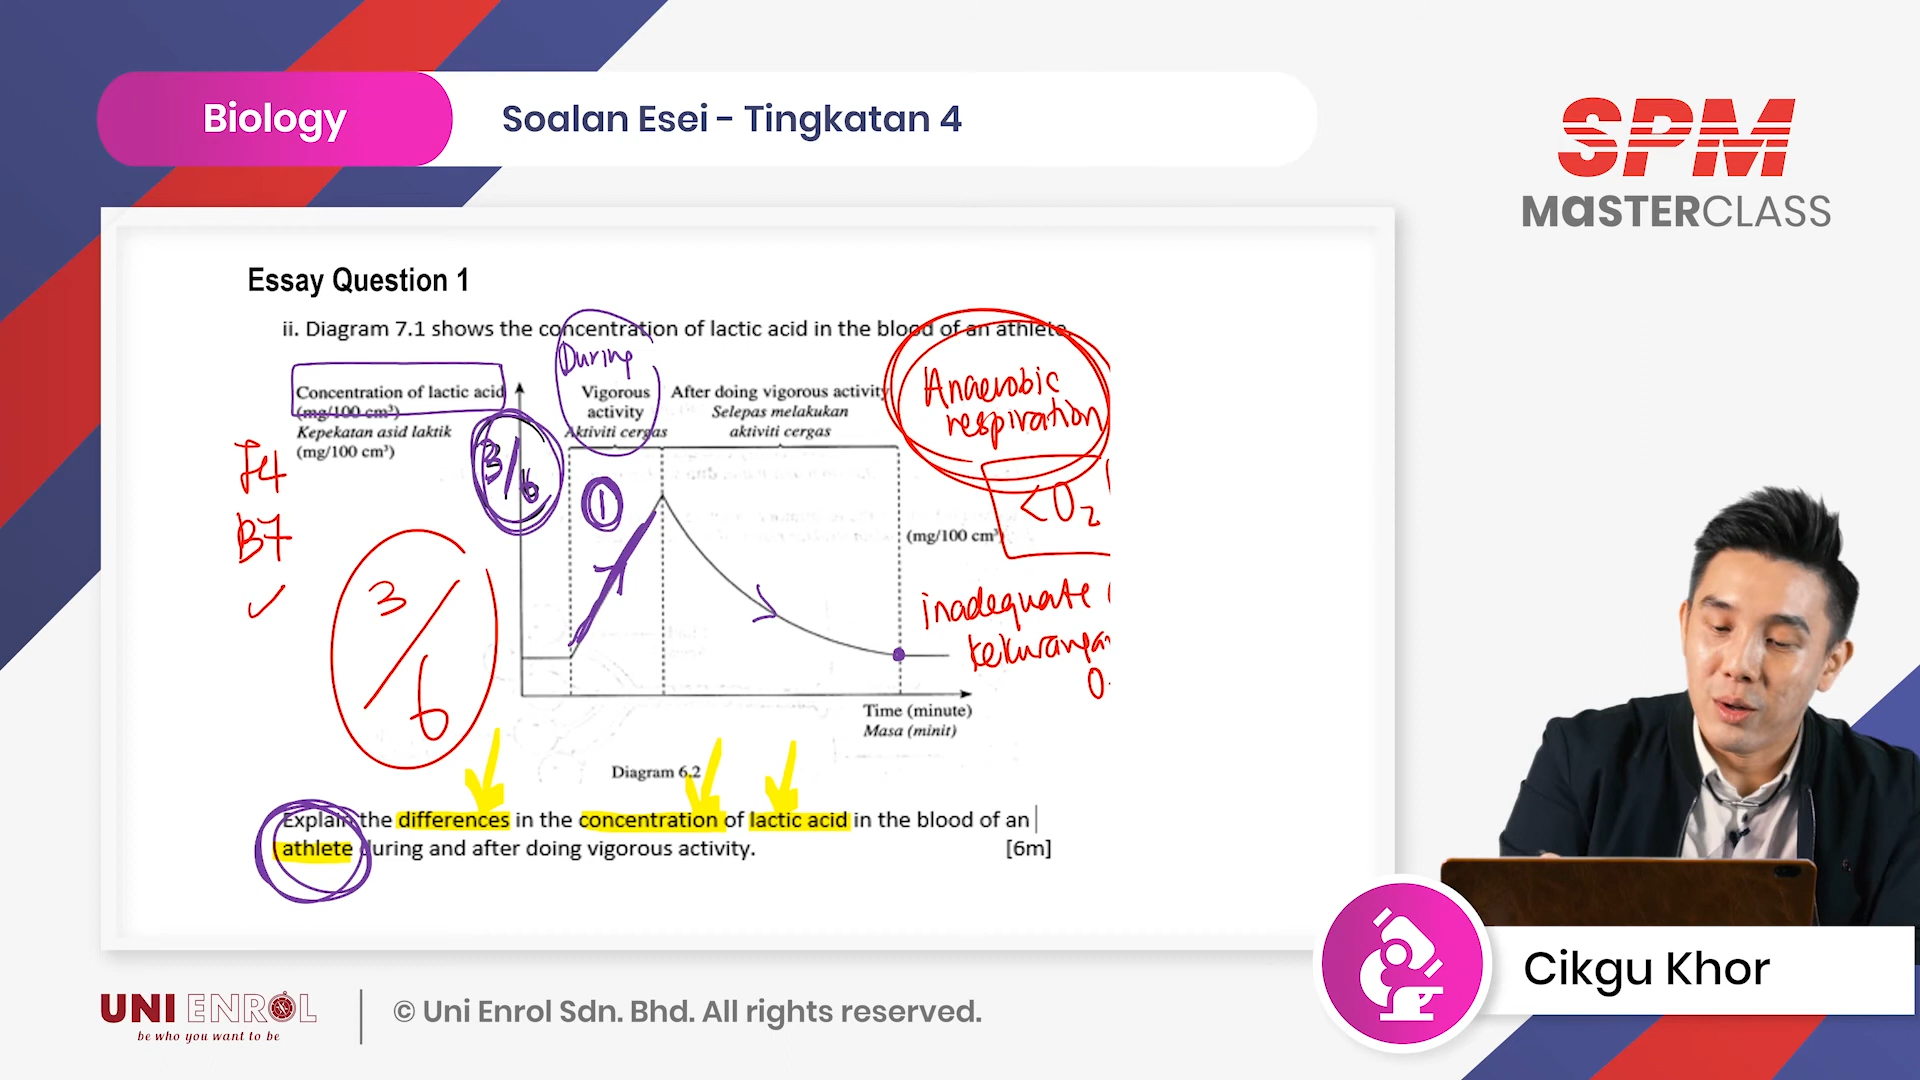 Biology
Soalan Esei - Tingkatan 4
SPM
MASTERCLASS
Essay Question 1
ii. Diagram 7.1 shows the concentration of lactic acid in the blood of an athlete.
Concentration of lactic acid
(mg/100 cm³)
Kepekatan asid laktik
(mg/100 cm³)
During
Vigorous
activity
Aktiviti cergas
After doing vigorous activity
Selepas melakukan
aktiviti cergas
Anaerobic
respiration
F4
B7
3/6
3/6
1
<O2
(mg/100 cm³)
inadequate
kekurangan
Time (minute)
Masa (minit)
Diagram 6.2
Explain the differences in the concentration of lactic acid in the blood of an
athlete during and after doing vigorous activity. [6m]
Cikgu Khor
UNI ENROL
be who you want to be
© Uni Enrol Sdn. Bhd. All rights reserved.